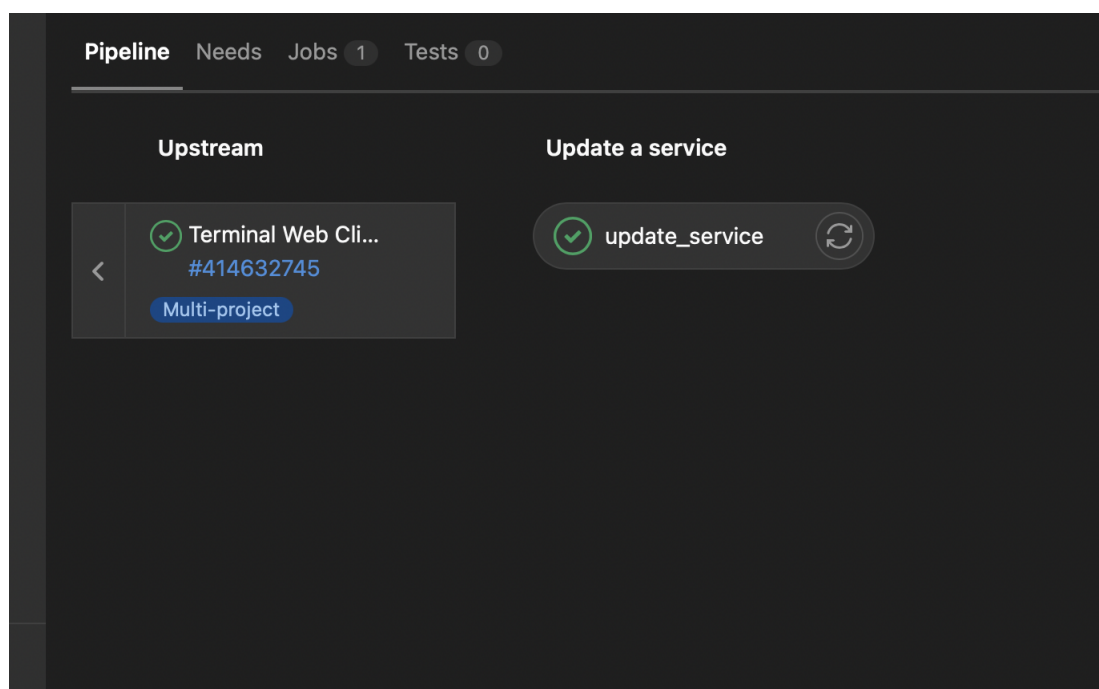 Pipeline Needs Jobs 1 Tests 0
Upstream
Update a service
Terminal Web Cli...
#414632745
Multi-project
update_service